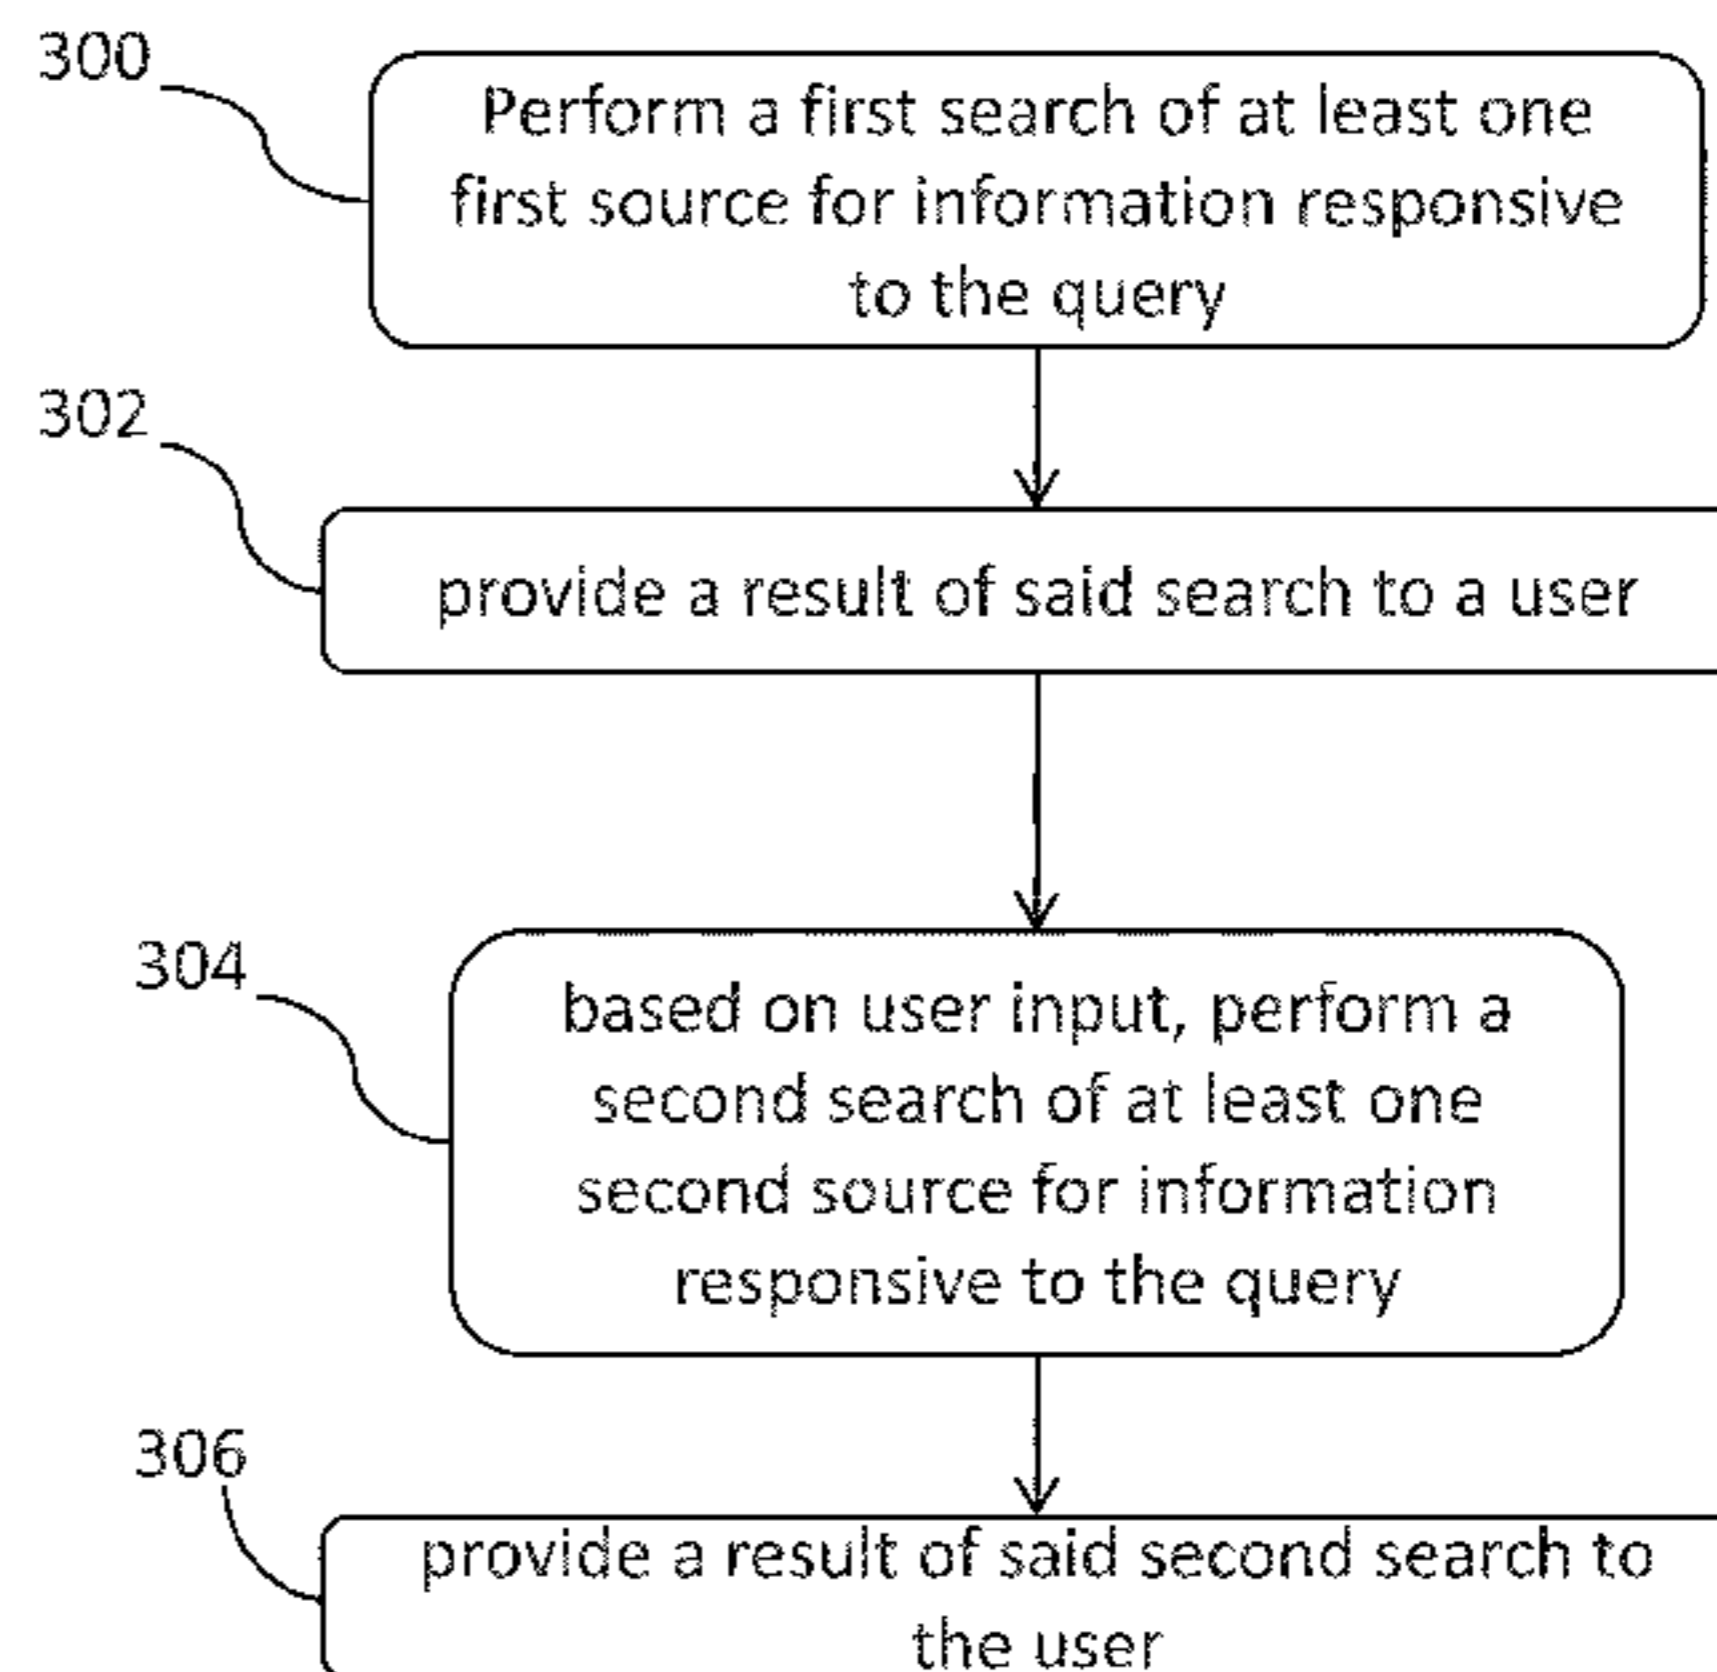 300
Perform a first search of at least one
first source for information responsive
to the query
302
provide a result of said search to a user
304
based on user input, perform a
second search of at least one
second source for information
responsive to the query
306
provide a result of said second search to
the user